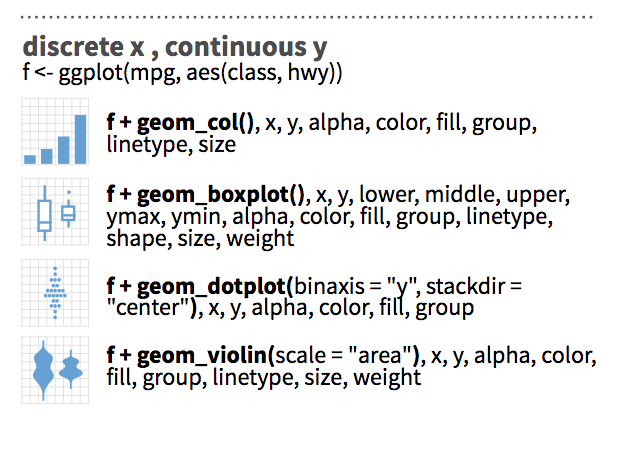 discrete x , continuous y
f <- ggplot(mpg, aes(class, hwy))
f + geom_col(), x, y, alpha, color, fill, group,
linetype, size
f + geom_boxplot(), x, y, lower, middle, upper,
ymax, ymin, alpha, color, fill, group, linetype,
shape, size, weight
f + geom_dotplot(binaxis = "y", stackdir =
"center"), x, y, alpha, color, fill, group
f + geom_violin(scale = "area"), x, y, alpha, color,
fill, group, linetype, size, weight